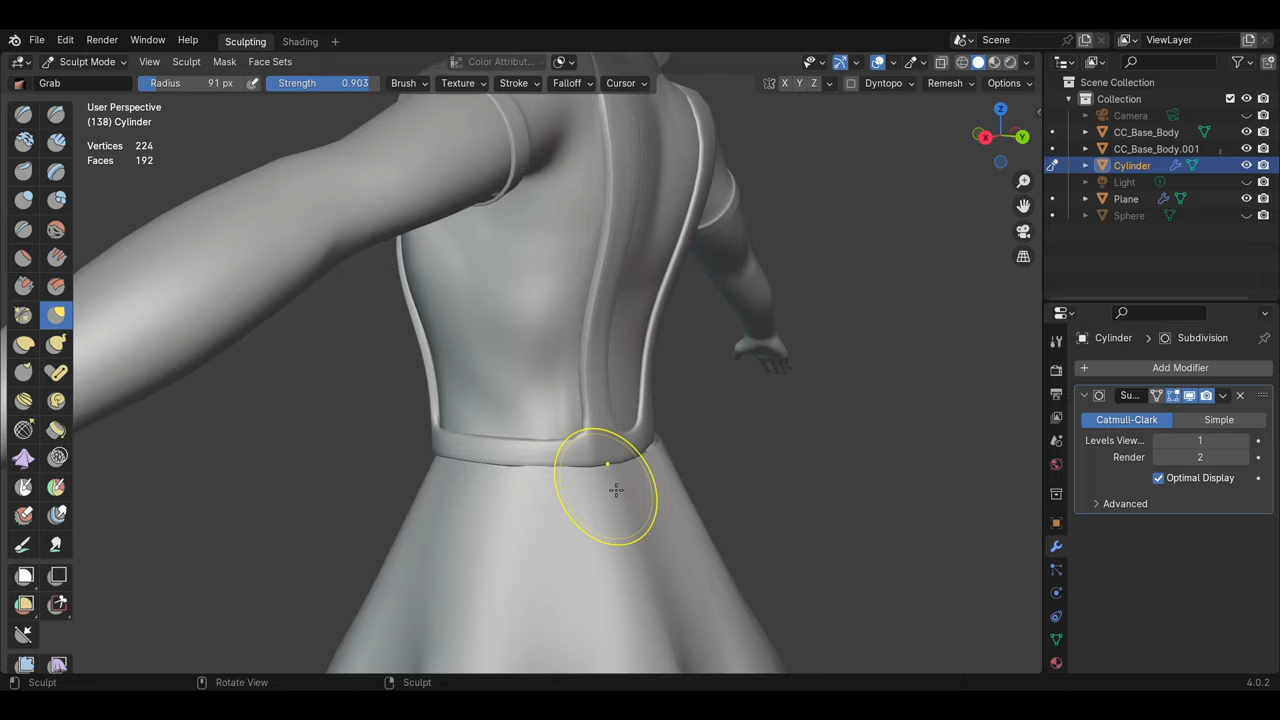 File Edit Render Window Help Sculpting Shading + Scene ViewLayer
Sculpt Mode View Sculpt Mask Face Sets Color Attribut...
Grab Radius 91 px Strength 0.903 Brush Texture Stroke Falloff Cursor X Y Z Dyntopo Remesh Options
Scene Collection
Collection
Camera
CC_Base_Body
CC_Base_Body.001
Cylinder
Light
Plane
Sphere
User Perspective
(138) Cylinder
Vertices 224
Faces 192
Z
X Y
Cylinder > Subdivision
+ Add Modifier
Su...
Catmull-Clark Simple
Levels View... 1
Render 2
Optimal Display
Advanced
Sculpt Rotate View Sculpt 4.0.2